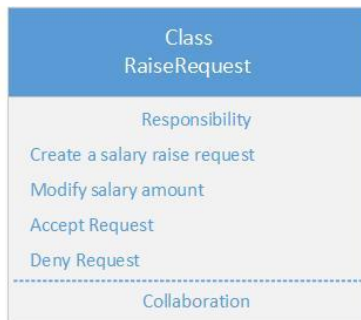 Class
RaiseRequest
Responsibility
Create a salary raise request
Modify salary amount
Accept Request
Deny Request
Collaboration